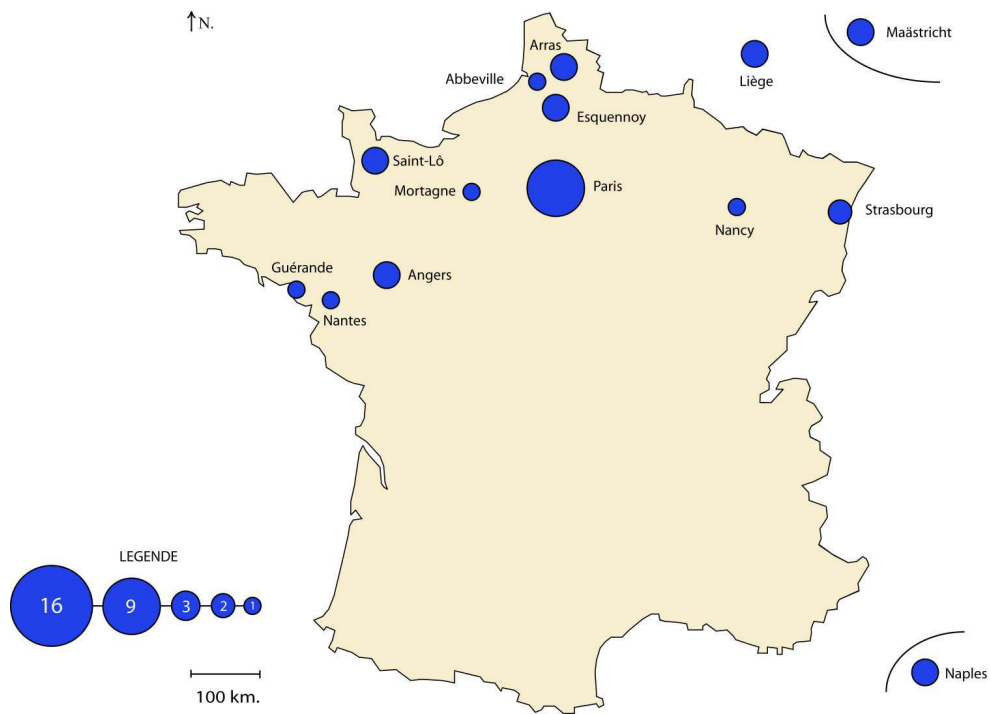 N.
Maästricht
Arras
Liège
Abbeville
Esquennoy
Saint-Lô
Mortagne
Paris
Strasbourg
Nancy
Guérande
Angers
Nantes
LEGENDE
16 9 3 2 1
100 km.
Naples